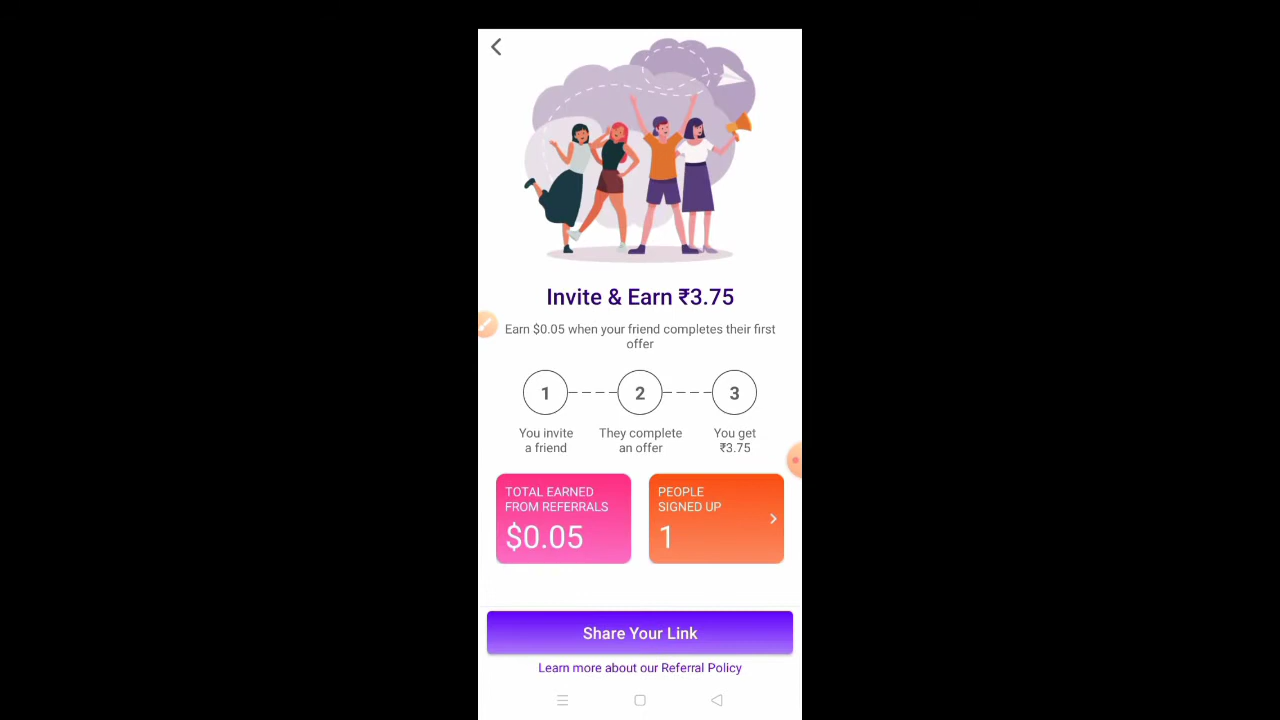 Invite & Earn ₹3.75
Earn $0.05 when your friend completes their first
offer
1
2
3
You invite
a friend
They complete
an offer
You get
₹3.75
TOTAL EARNED
FROM REFERRALS
$0.05
PEOPLE
SIGNED UP
1
Share Your Link
Learn more about our Referral Policy